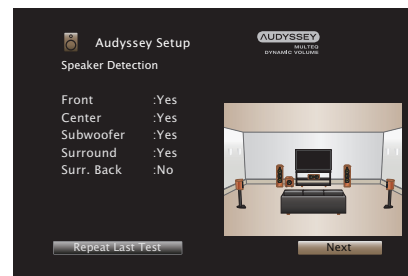 Audyssey Setup
AUDYSSEY
MULTEQ
DYNAMIC VOLUME
Speaker Detection
Front :Yes
Center :Yes
Subwoofer :Yes
Surround :Yes
Surr. Back :No
Repeat Last Test
Next